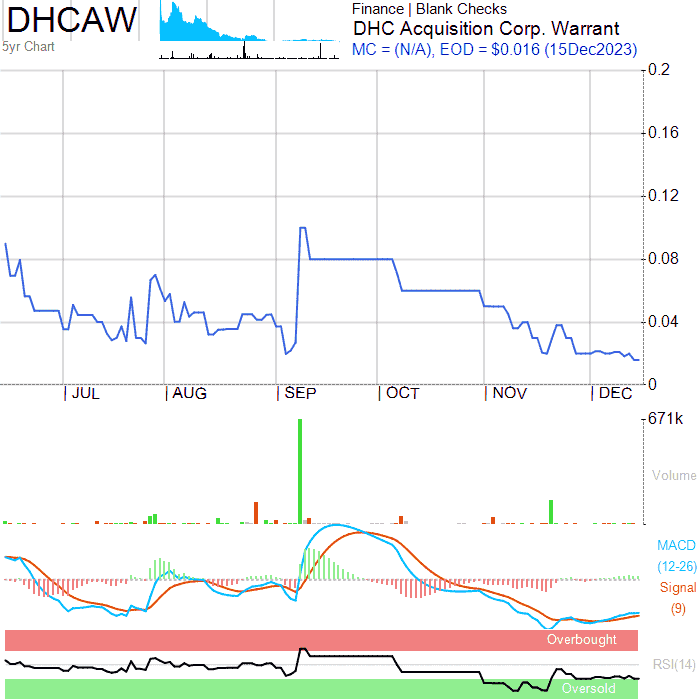 DHCAW
5yr Chart
Finance | Blank Checks
DHC Acquisition Corp. Warrant
MC = (N/A), EOD = $0.016 (15Dec2023)
0.2
0.16
0.12
0.08
0.04
0
JUL AUG SEP OCT NOV DEC
671k
Volume
MACD
(12-26)
Signal
(9)
Overbought
RSI(14)
Oversold